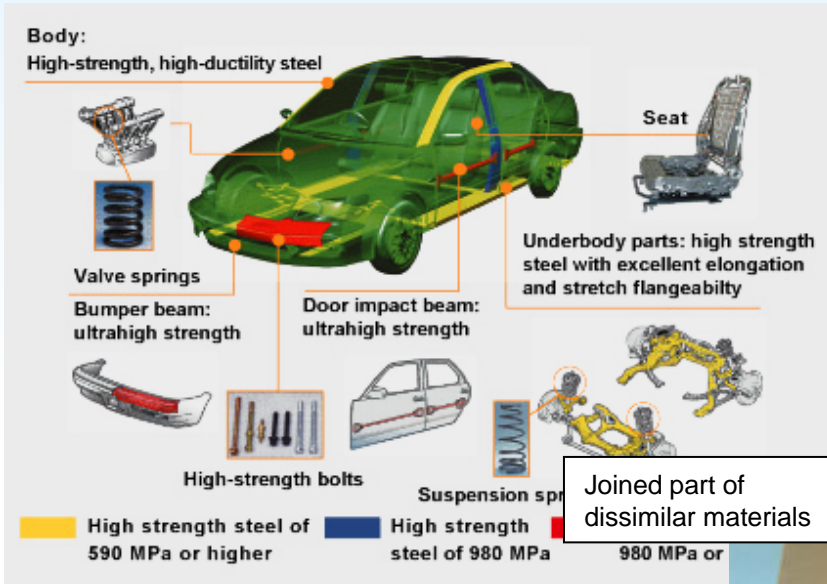 Body:
High-strength, high-ductility steel
Seat
Valve springs
Bumper beam:
ultrahigh strength
Door impact beam:
ultrahigh strength
Underbody parts: high strength
steel with excellent elongation
and stretch flangeabilty
High-strength bolts
Suspension
Joined part of
dissimilar materials
High strength steel of
590 MPa or higher
High strength
steel of 980 MPa
980 MPa or